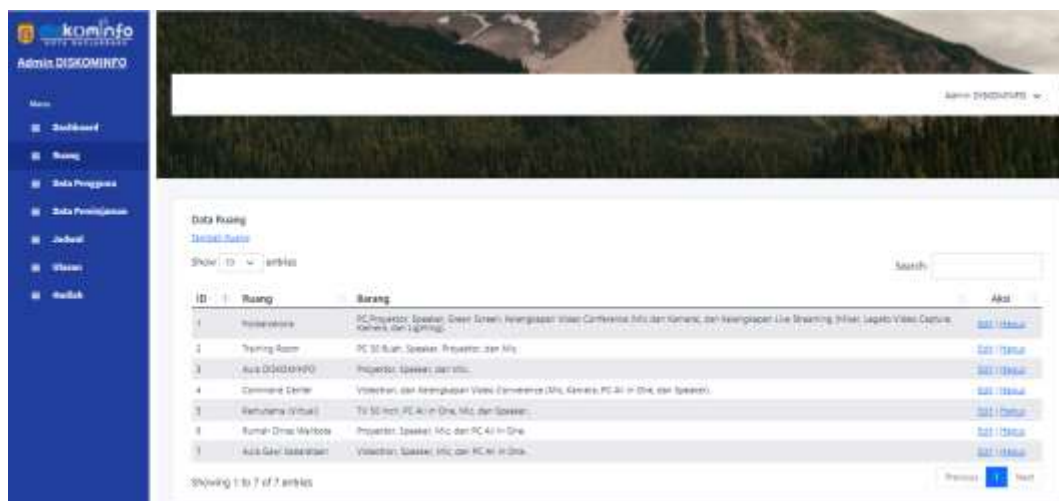 kominfo
Admin DISKOMINFO
Menu
Dashboard
Ruang
Data Pengguna
Data Peminjaman
Jadwal
Ulasan
Hadiah
Admin DISKOMINFO
Data Ruang
Tambah Ruang
Show 10 entries
Search:
ID Ruang Barang Aksi
1 PC, Proyektor, Speaker, Green Screen, Kelengkapan Video Conference (Mic dan Kamera), dan Kelengkapan Live Streaming (Mixer, Legato Video Capture, Kamera, dan Lighting). Edit | Hapus
2 Training Room PC 30 Buah, Speaker, Proyektor, dan Mic. Edit | Hapus
3 Aula DISKOMINFO Proyektor, Speaker, dan Mic. Edit | Hapus
4 Command Center Videotron, dan Kelengkapan Video (Mic, Kamera, PC All in One, dan Speaker). Edit | Hapus
5 (Virtual) TV 50 Inch, PC All in One, Mic, dan Speaker. Edit | Hapus
6 Rumah Dinas Walikota Proyektor, Speaker, Mic, dan PC All in One. Edit | Hapus
7 Aula Gawi Sabarataan Videotron, Speaker, Mic, dan PC All in One. Edit | Hapus
Showing 1 to 7 of 7 entries
Previous 1 Next